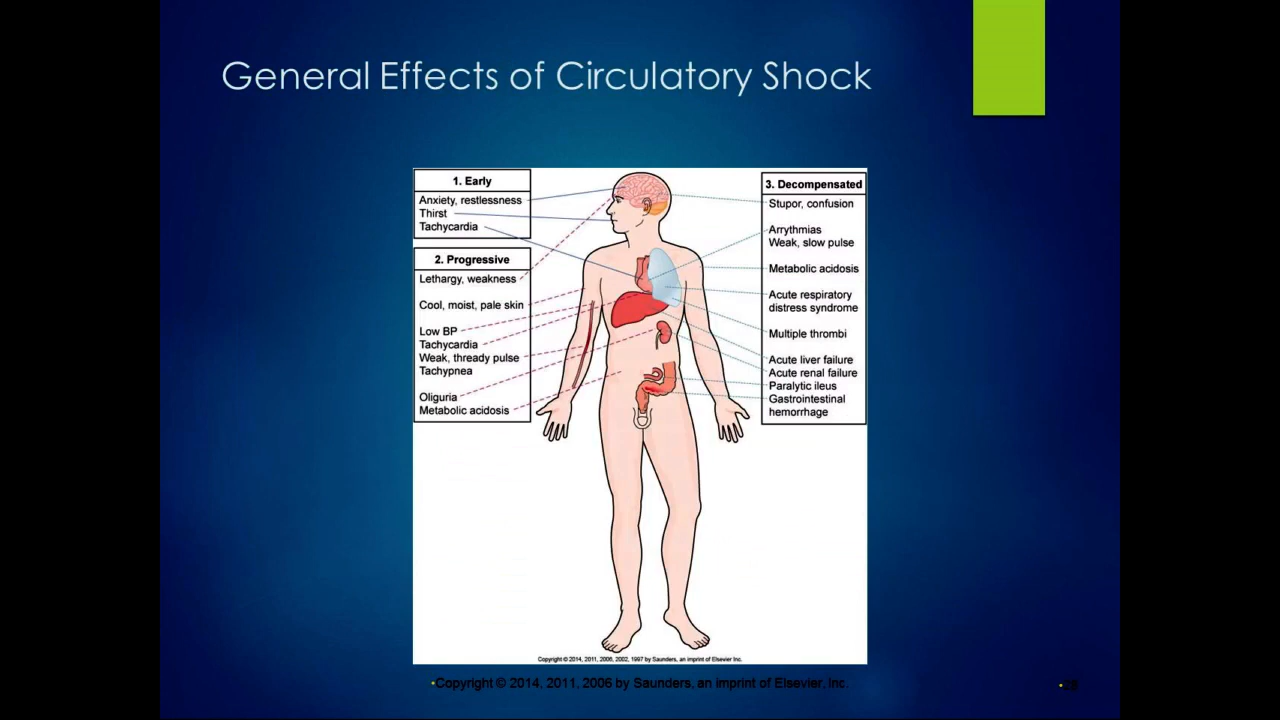 General Effects of Circulatory Shock
1. Early
Anxiety, restlessness
Thirst
Tachycardia
2. Progressive
Lethargy, weakness
Cool, moist, pale skin
Low BP
Tachycardia
Weak, thready pulse
Tachypnea
Oliguria
Metabolic acidosis
3. Decompensated
Stupor, confusion
Arrythmias
Weak, slow pulse
Metabolic acidosis
Acute respiratory
distress syndrome
Multiple thrombi
Acute liver failure
Acute renal failure
Paralytic ileus
Gastrointestinal
hemorrhage
Copyright © 2014, 2011, 2006, 2002, 1997 by Saunders, an imprint of Elsevier Inc.
•Copyright © 2014, 2011, 2006 by Saunders, an imprint of Elsevier, Inc.